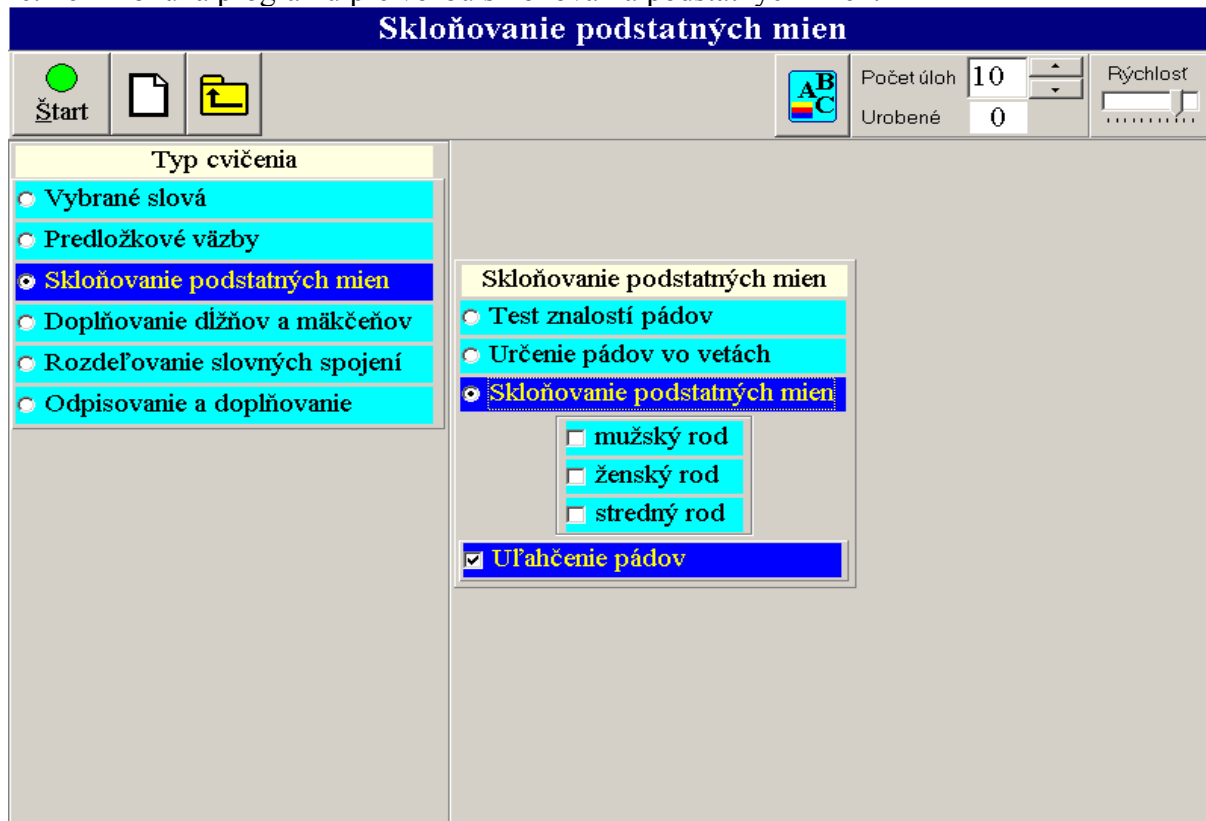 Skloňovanie podstatných mien
Štart
A B C
Počet úloh 10
Urobené 0
Rýchlosť
Typ cvičenia
Vybrané slová
Predložkové väzby
Skloňovanie podstatných mien
Doplňovanie dĺžňov a mäkčeňov
Rozdeľovanie slovných spojení
Odpisovanie a doplňovanie
Skloňovanie podstatných mien
Test znalostí pádov
Určenie pádov vo vetách
Skloňovanie podstatných mien
mužský rod
ženský rod
stredný rod
Uľahčenie pádov